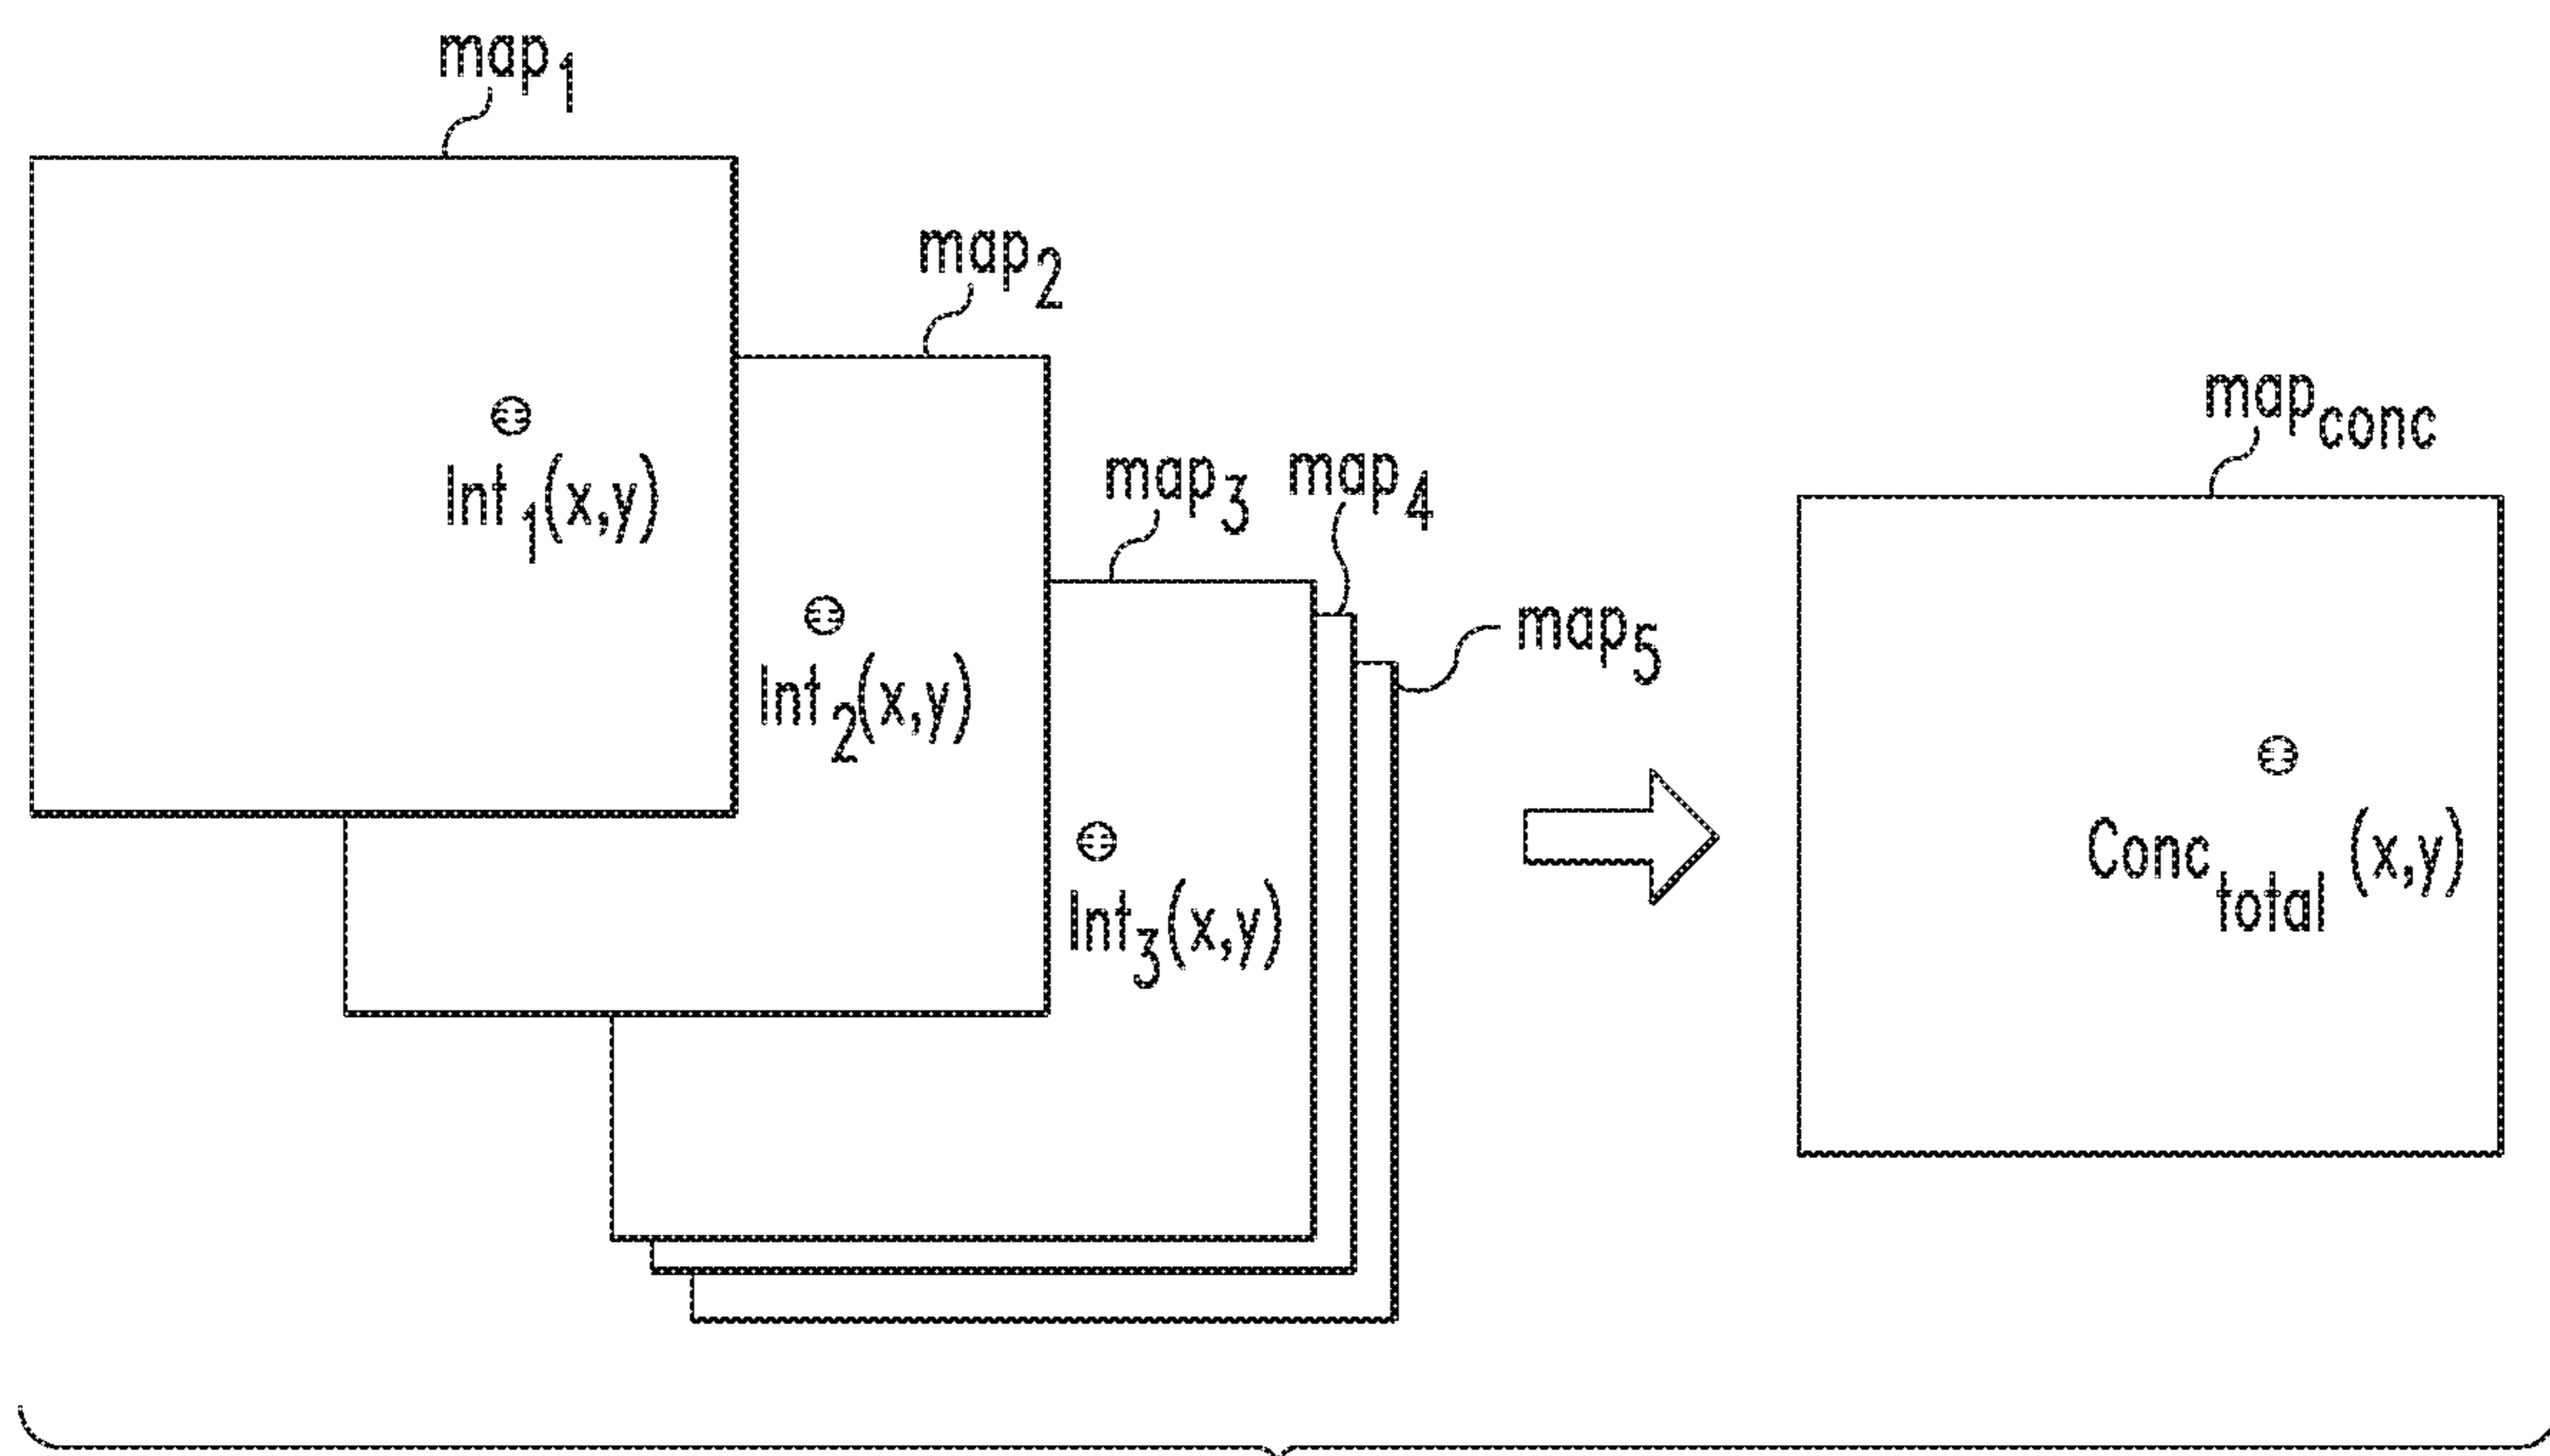 map1
map2
mapconc
map3
map4
Int1(x,y)
map5
Int2(x,y)
Conctotal (x,y)
Int3(x,y)